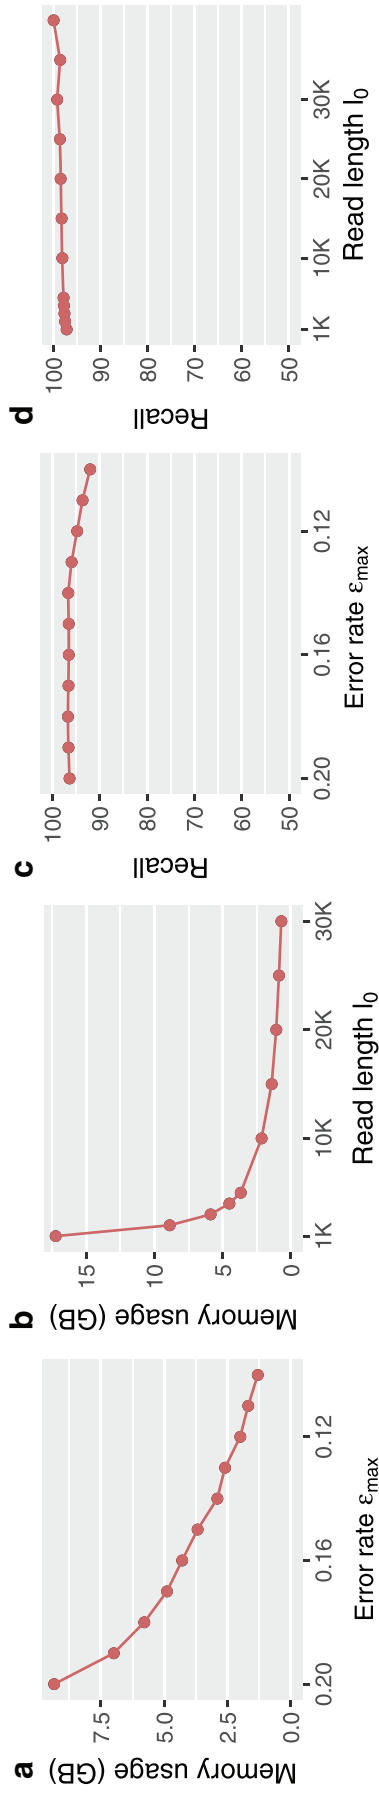 a
Memory usage (GB)
7.5
5.0
2.5
0.0
0.20
0.16
0.12
Error rate εmax
b
Memory usage (GB)
15
10
5
0
1K
10K
20K
30K
Read length l0
c
Recall
100
90
80
70
60
50
0.20
0.16
0.12
Error rate εmax
d
Recall
100
90
80
70
60
50
1K
10K
20K
30K
Read length l0